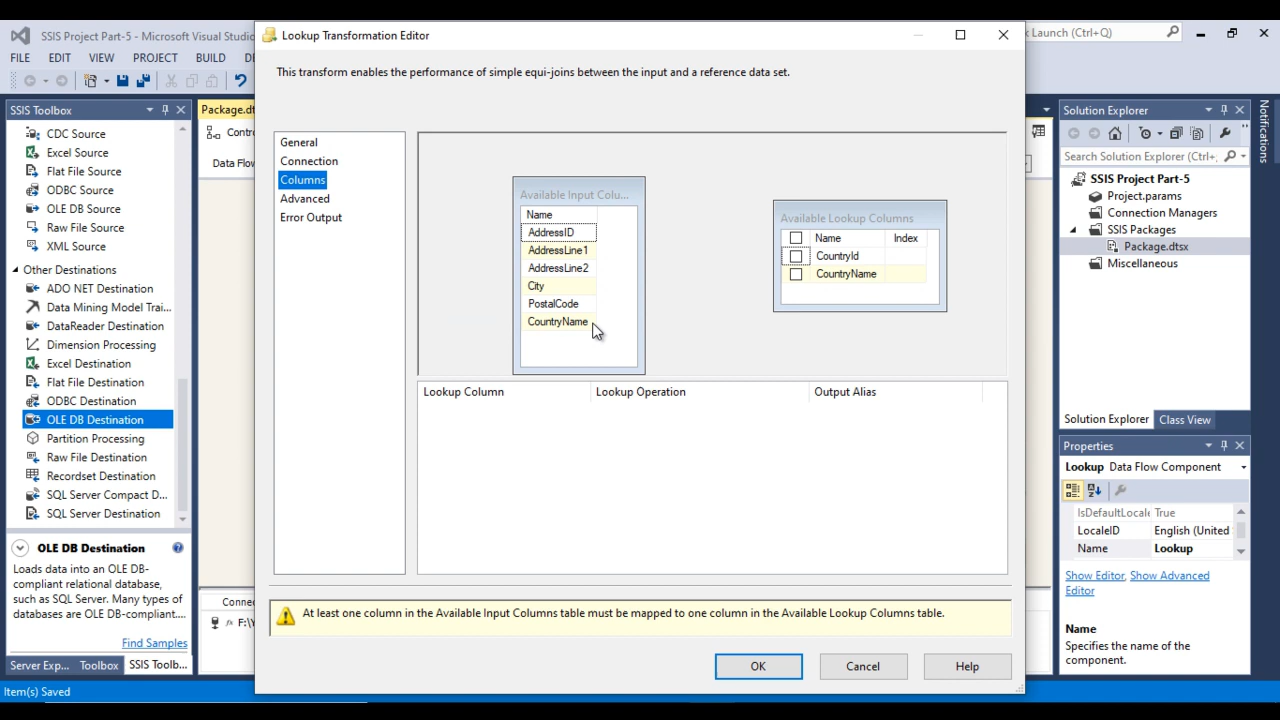 SSIS Project Part-5 - Microsoft Visual Studio
Launch (Ctrl+Q)
FILE EDIT VIEW PROJECT BUILD
SSIS Toolbox
CDC Source
Excel Source
Flat File Source
ODBC Source
OLE DB Source
Raw File Source
XML Source
Other Destinations
ADO NET Destination
Data Mining Model Trai...
DataReader Destination
Dimension Processing
Excel Destination
Flat File Destination
ODBC Destination
OLE DB Destination
Partition Processing
Raw File Destination
Recordset Destination
SQL Server Compact D...
SQL Server Destination
OLE DB Destination
Loads data into an OLE DB-
compliant relational database,
such as SQL Server. Many types of
databases are OLE DB-compliant....
Find Samples
Server Exp... Toolbox SSIS Toolb...
Item(s) Saved
Package.dt
Contr
Data Flow
Connec
F:\Y
Lookup Transformation Editor
This transform enables the performance of simple equi-joins between the input and a reference data set.
General
Connection
Columns
Advanced
Error Output
Available Input Colu...
Name
AddressID
AddressLine1
AddressLine2
City
PostalCode
CountryName
Available Lookup Columns
Name Index
CountryId
CountryName
Lookup Column Lookup Operation Output Alias
At least one column in the Available Input Columns table must be mapped to one column in the Available Lookup Columns table.
OK Cancel Help
Solution Explorer
Search Solution Explorer (Ctrl+;
SSIS Project Part-5
Project.params
Connection Managers
SSIS Packages
Package.dtsx
Miscellaneous
Solution Explorer Class View
Properties
Lookup Data Flow Component
IsDefaultLocale True
LocaleID English (United
Name Lookup
Show Editor, Show Advanced
Editor
Name
Specifies the name of the
component.
Notifications